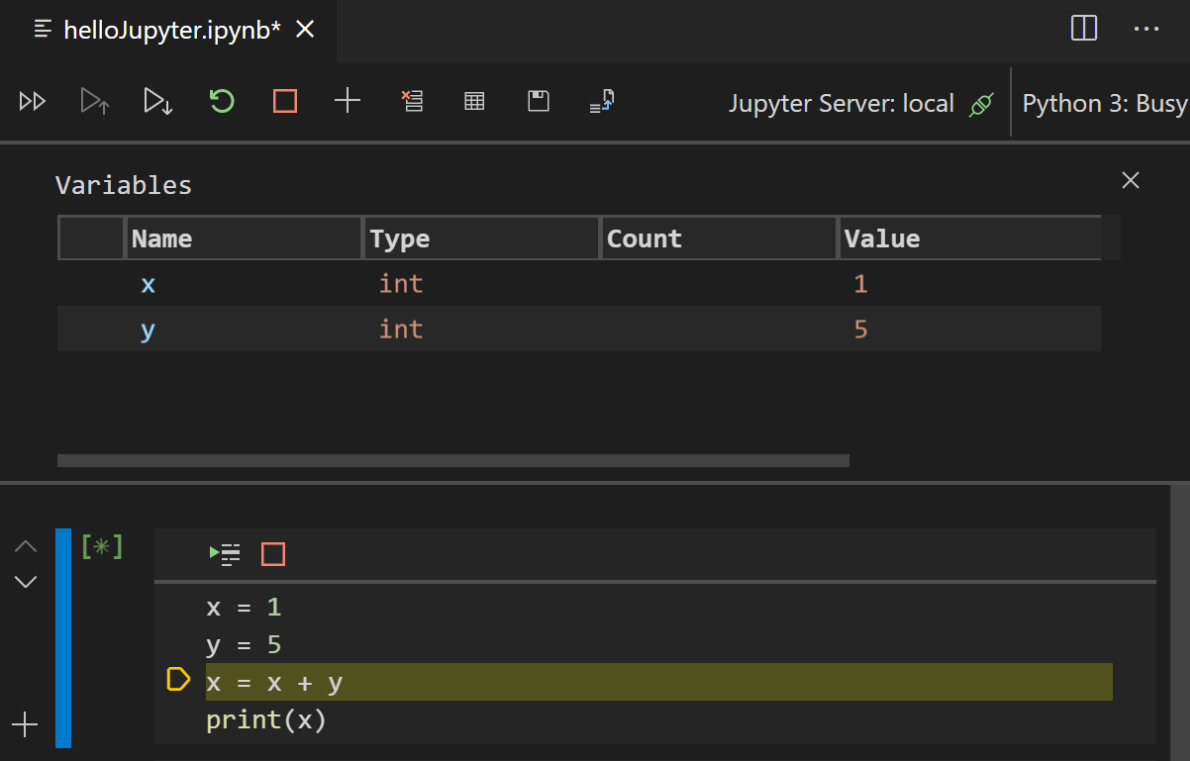 helloJupyter.ipynb*
Jupyter Server: local Python 3: Busy
Variables
Name Type Count Value
x int 1
y int 5
[*]
x = 1
y = 5
x = x + y
print(x)